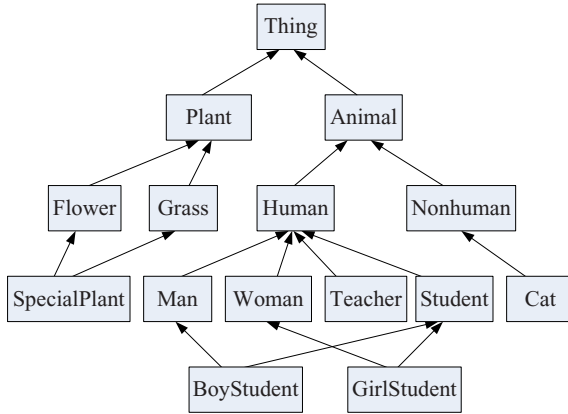 Thing
Plant
Animal
Flower
Grass
Human
Nonhuman
SpecialPlant
Man
Woman
Teacher
Student
Cat
BoyStudent
GirlStudent